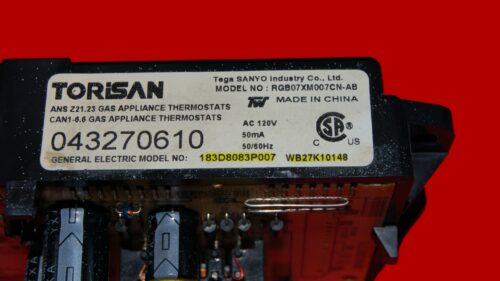 TORiSAN
Tega SANYO Industry Co., Ltd.
MODEL NO : RGB07XM007CN-AB
MADE IN CHINA
ANS Z21.23 GAS APPLIANCE THERMOSTATS
CAN1-6.6 GAS APPLIANCE THERMOSTATS
043270610
AC 120V
50mA
50/60Hz
C US
GENERAL ELECTRIC MODEL NO: 183D8083P007 WB27K10148